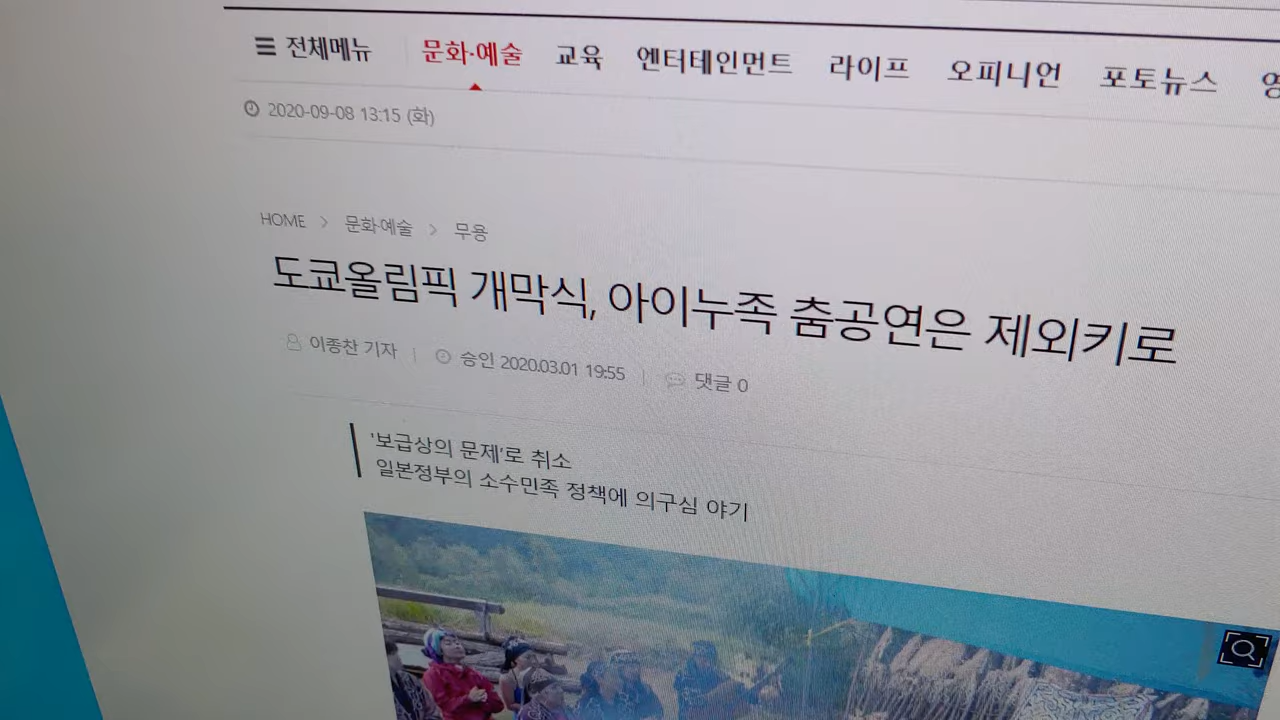 전체메뉴 문화·예술 교육 엔터테인먼트 라이프 오피니언 포토뉴스
2020-09-08 13:15 (화)
HOME > 문화·예술 > 무용
도쿄올림픽 개막식, 아이누족 춤공연은 제외키로
이종찬 기자 | 승인 2020.03.01 19:55 | 댓글 0
'보급상의 문제'로 취소
일본정부의 소수민족 정책에 의구심 야기